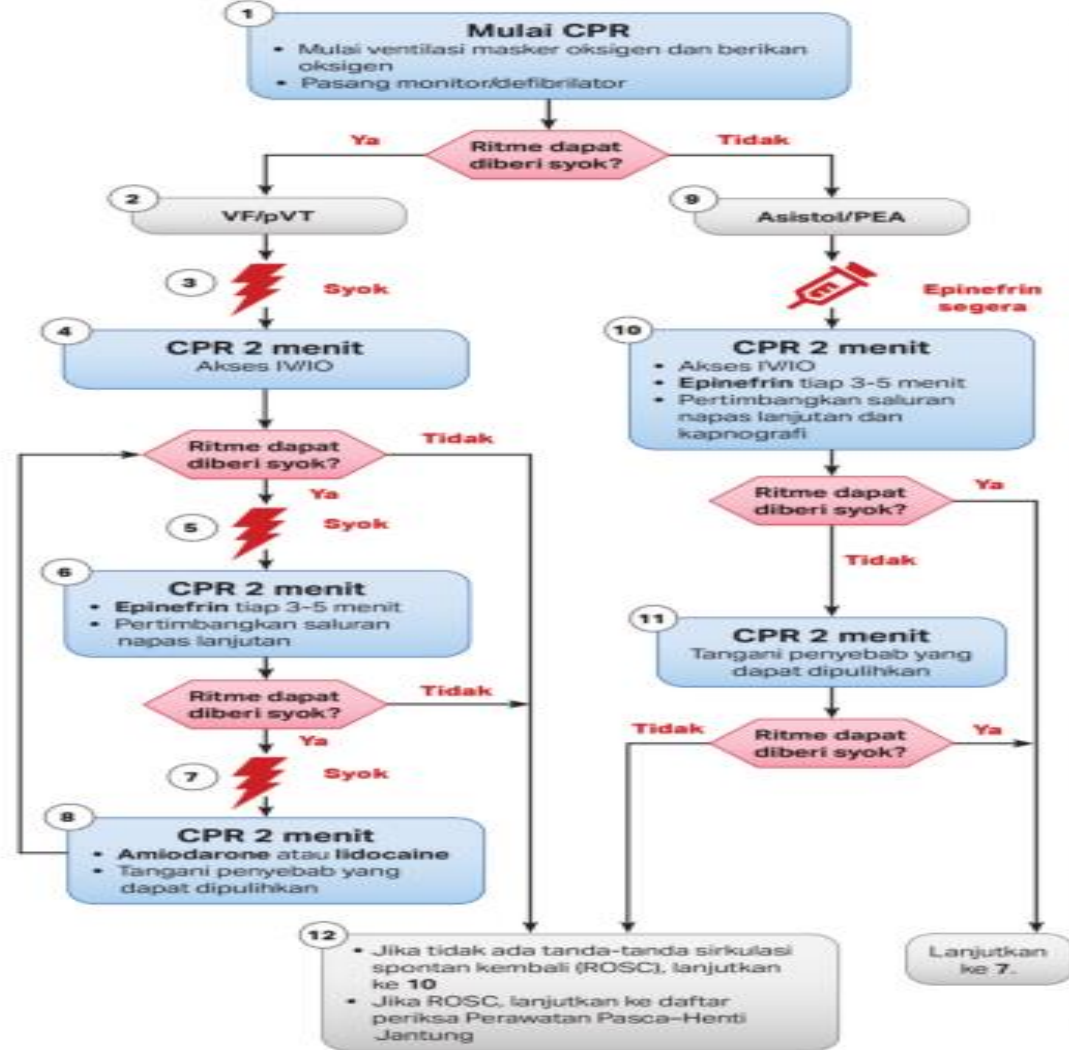 1
Mulai CPR
• Mulai ventilasi masker oksigen dan berikan
oksigen
• Pasang monitor/defibrilator
Ya
Ritme dapat
diberi syok?
Tidak
2
VF/pVT
9
Asistol/PEA
3
Syok
Epinefrin
segera
4
CPR 2 menit
Akses IV/IO
10
CPR 2 menit
• Akses IV/IO
• Epinefrin tiap 3-5 menit
• Pertimbangkan saluran
napas lanjutan dan
kapnografi
Ritme dapat
diberi syok?
Tidak
Ya
5
Syok
Ritme dapat
diberi syok?
Ya
Tidak
6
CPR 2 menit
• Epinefrin tiap 3-5 menit
• Pertimbangkan saluran
napas lanjutan
11
CPR 2 menit
Tangani penyebab yang
dapat dipulihkan
Ritme dapat
diberi syok?
Tidak
Ya
7
Syok
Tidak
Ritme dapat
diberi syok?
Ya
8
CPR 2 menit
• Amiodarone atau lidocaine
• Tangani penyebab yang
dapat dipulihkan
12
• Jika tidak ada tanda-tanda sirkulasi
spontan kembali (ROSC), lanjutkan
ke 10
• Jika ROSC, lanjutkan ke daftar
periksa Perawatan Pasca–Henti
Jantung
Lanjutkan
ke 7.